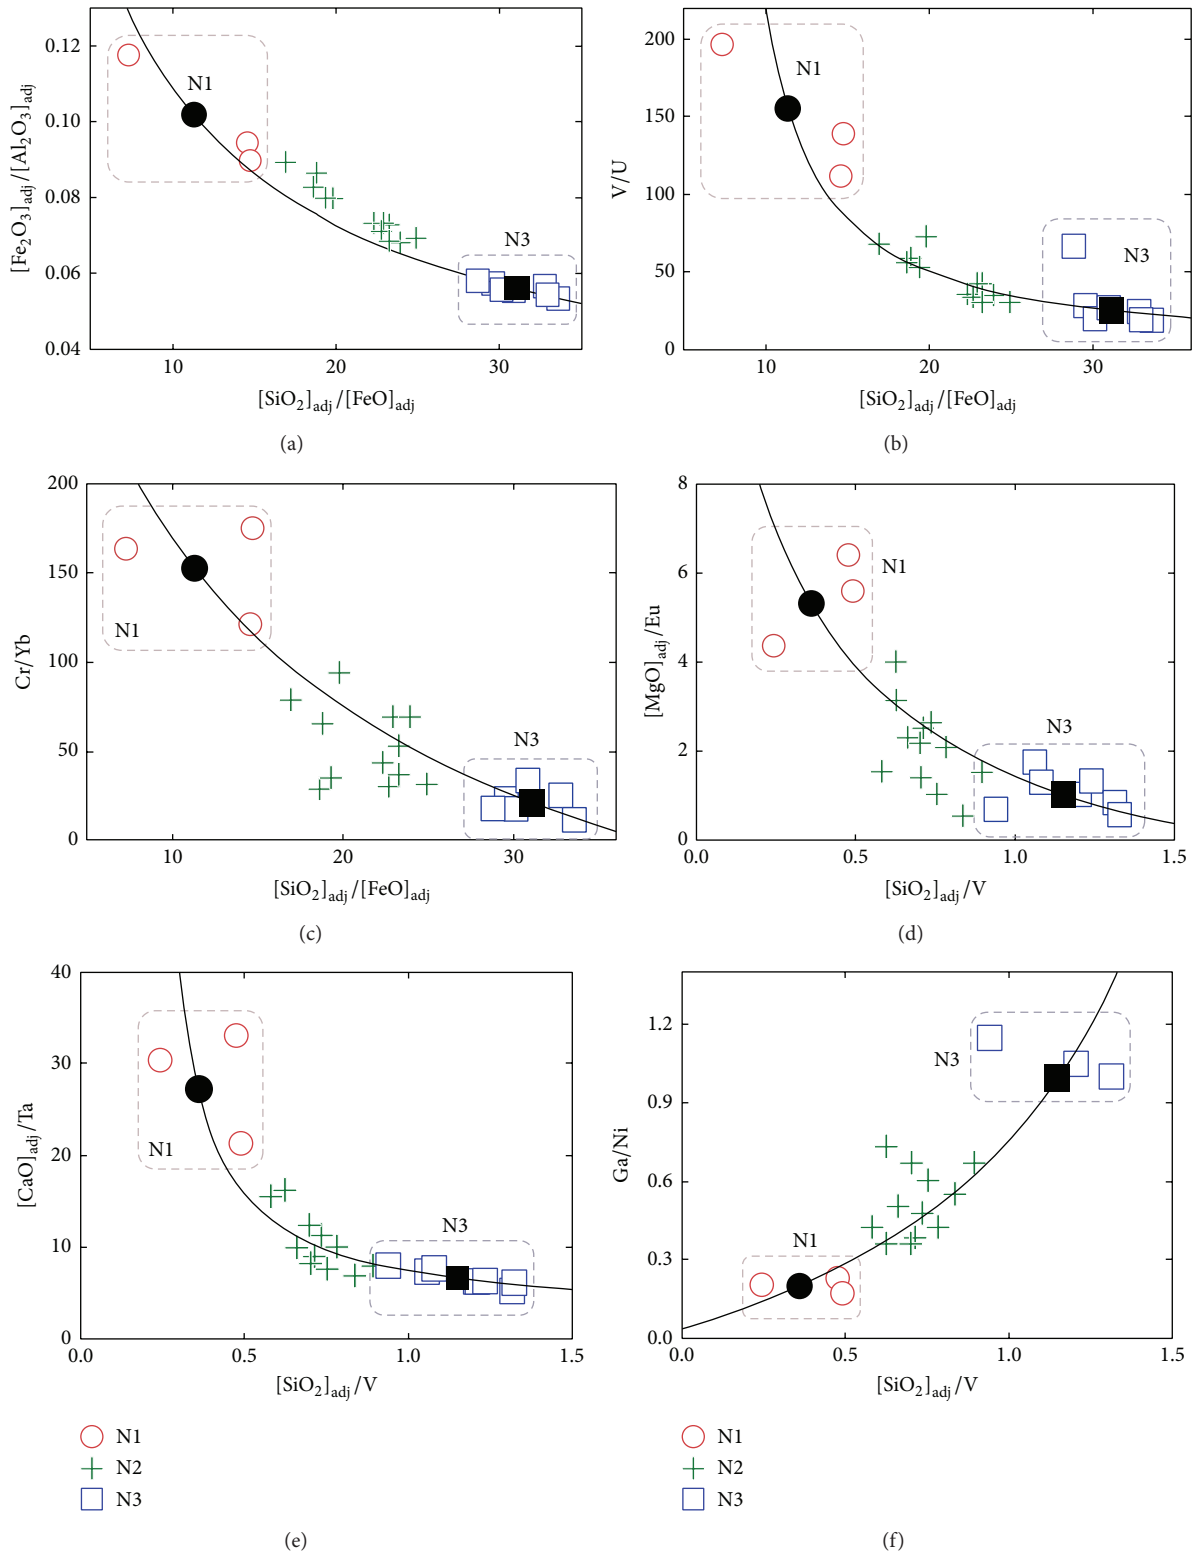 0.12
0.10
0.08
0.06
0.04
[Fe₂O₃]adj/[Al₂O₃]adj
N1
N3
10
20
30
[SiO₂]adj/[FeO]adj
(a)
200
150
100
50
0
V/U
N1
N3
10
20
30
[SiO₂]adj/[FeO]adj
(b)
200
150
100
50
0
Cr/Yb
N1
N3
10
20
30
[SiO₂]adj/[FeO]adj
(c)
8
6
4
2
0
[MgO]adj/Eu
N1
N3
0.0
0.5
1.0
1.5
[SiO₂]adj/V
(d)
40
30
20
10
0
[CaO]adj/Ta
N1
N3
0
0.5
1.0
1.5
[SiO₂]adj/V
N1
N2
N3
(e)
1.2
0.9
0.6
0.3
0.0
Ga/Ni
N3
N1
0.0
0.5
1.0
1.5
[SiO₂]adj/V
N1
N2
N3
(f)